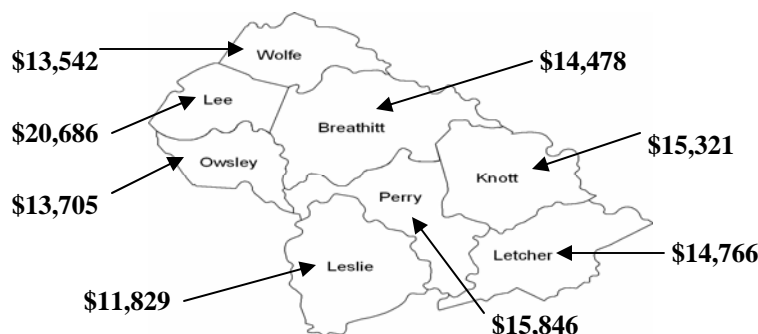 Wolfe
$13,542
$14,478
Lee
$20,686
Breathitt
$15,321
Owsley
Knott
$13,705
Perry
Letcher
$14,766
Leslie
$11,829
$15,846